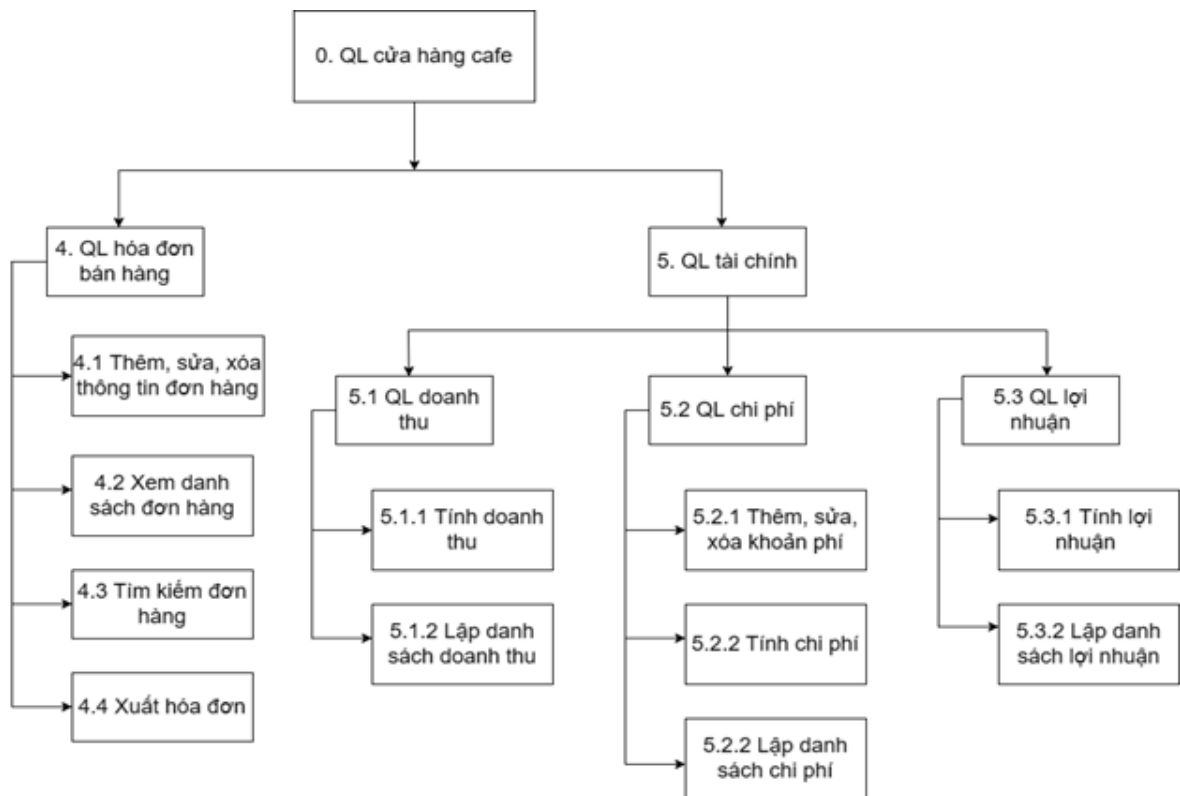 0. QL cửa hàng cafe
4. QL hóa đơn
bán hàng
5. QL tài chính
4.1 Thêm, sửa, xóa
thông tin đơn hàng
4.2 Xem danh
sách đơn hàng
4.3 Tìm kiếm đơn
hàng
4.4 Xuất hóa đơn
5.1 QL doanh
thu
5.1.1 Tính doanh
thu
5.1.2 Lập danh
sách doanh thu
5.2 QL chi phí
5.2.1 Thêm, sửa,
xóa khoản phí
5.2.2 Tính chi phí
5.2.2 Lập danh
sách chi phí
5.3 QL lợi
nhuận
5.3.1 Tính lợi
nhuận
5.3.2 Lập danh
sách lợi nhuận